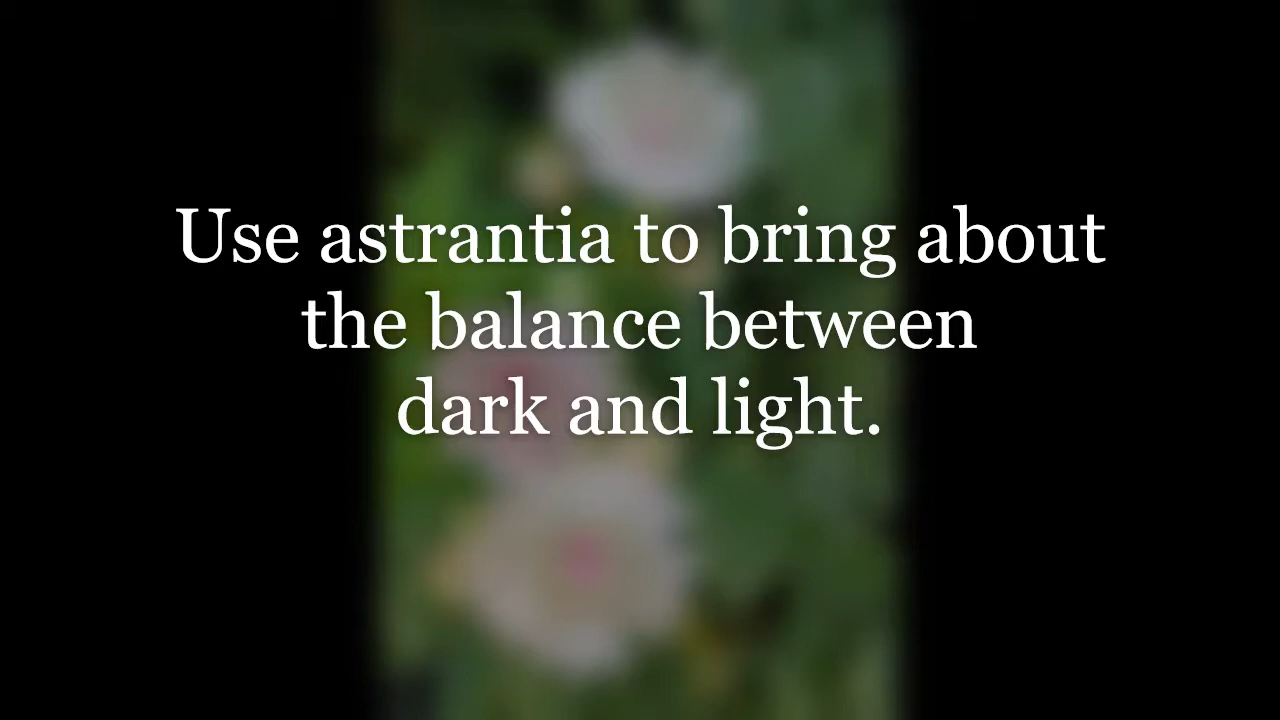 Use astrantia to bring about
the balance between
dark and light.